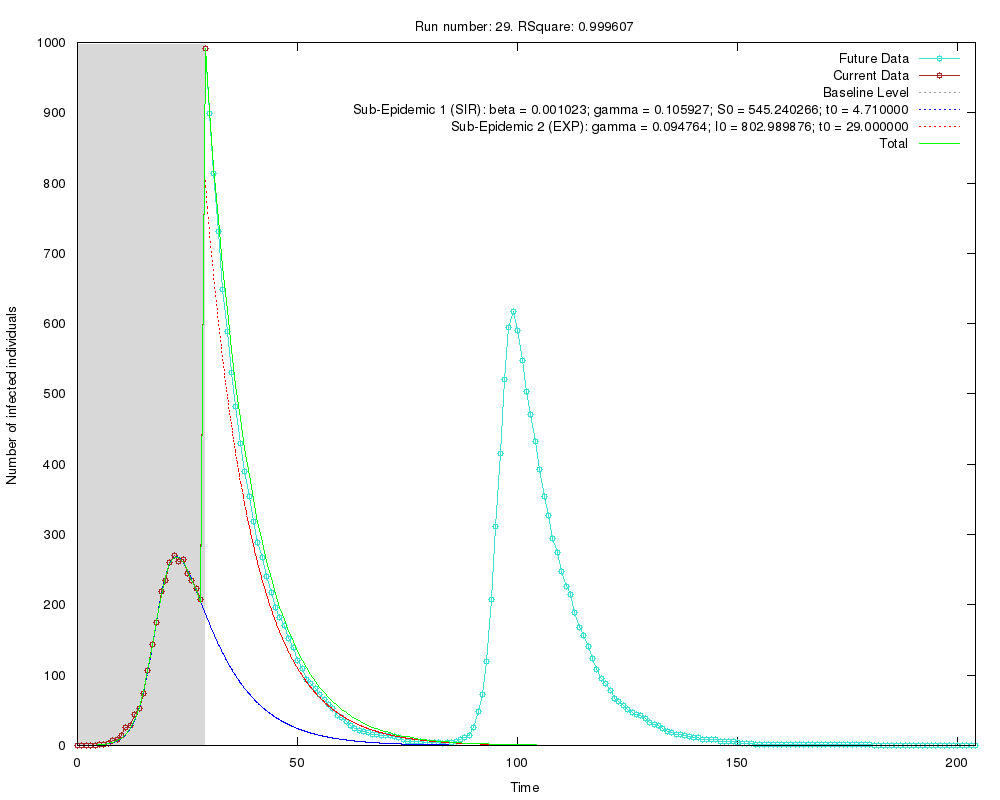 Run number: 29. RSquare: 0.999607
Future Data
Current Data
Baseline Level
Sub-Epidemic 1 (SIR): beta = 0.001023; gamma = 0.105927; S0 = 545.240266; t0 = 4.710000
Sub-Epidemic 2 (EXP): gamma = 0.094764; I0 = 802.989876; t0 = 29.000000
Total
1000
900
800
700
600
500
400
300
200
100
0
Number of infected individuals
0 50 100 150 200
Time